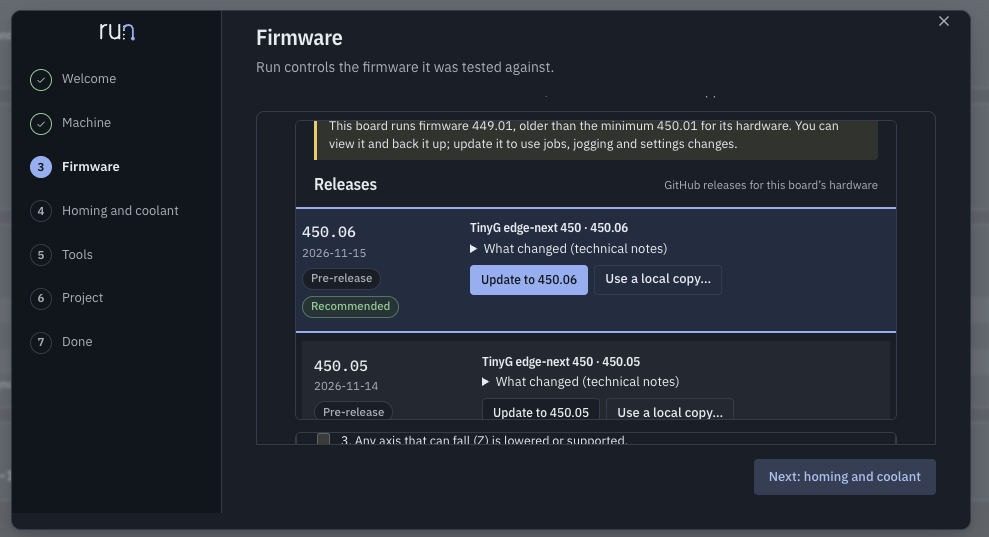 run
Welcome
Machine
3 Firmware
4 Homing and coolant
5 Tools
6 Project
7 Done
Firmware
Run controls the firmware it was tested against.
This board runs firmware 449.01, older than the minimum 450.01 for its hardware. You can
view it and back it up; update it to use jobs, jogging and settings changes.
Releases
GitHub releases for this board's hardware
450.06
2026-11-15
Pre-release
Recommended
TinyG edge-next 450 · 450.06
What changed (technical notes)
Update to 450.06
Use a local copy...
450.05
2026-11-14
Pre-release
TinyG edge-next 450 · 450.05
What changed (technical notes)
Update to 450.05
Use a local copy...
3. Any axis that can fall (Z) is lowered or supported.
Next: homing and coolant